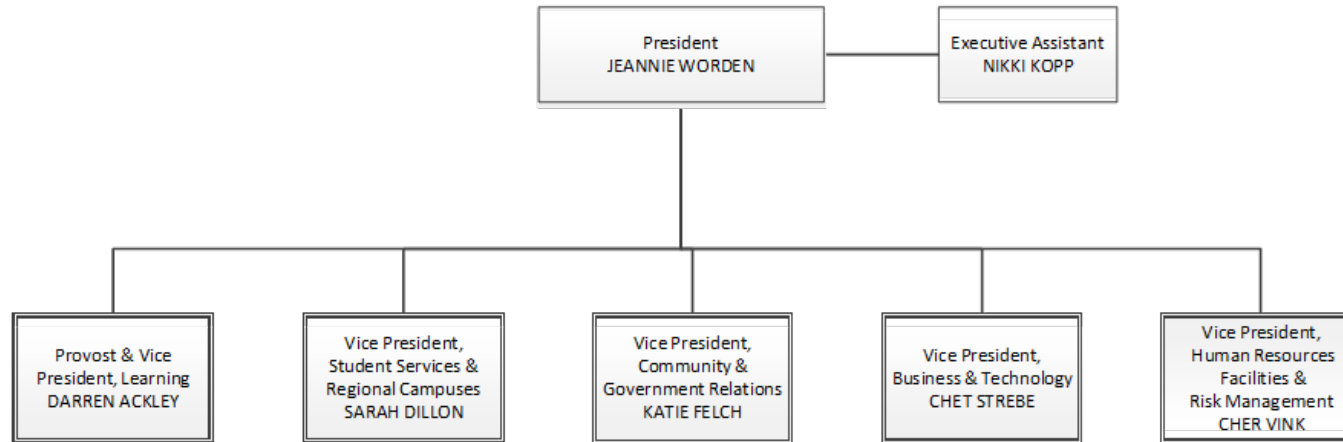 President
JEANNIE WORDEN
Executive Assistant
NIKKI KOPP
Provost & Vice
President, Learning
DARREN ACKLEY
Vice President,
Student Services &
Regional Campuses
SARAH DILLON
Vice President,
Community &
Government Relations
KATIE FELCH
Vice President,
Business & Technology
CHET STREBE
Vice President,
Human Resources
Facilities &
Risk Management
CHER VINK